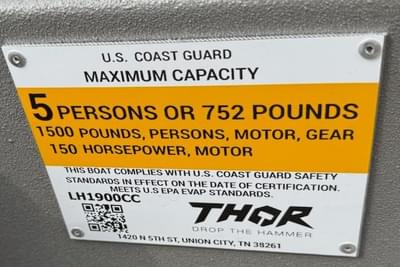 U.S. COAST GUARD
MAXIMUM CAPACITY
5 PERSONS OR 752 POUNDS
1500 POUNDS, PERSONS, MOTOR, GEAR
150 HORSEPOWER, MOTOR
THIS BOAT COMPLIES WITH U.S. COAST GUARD SAFETY
STANDARDS IN EFFECT ON THE DATE OF CERTIFICATION.
MEETS U.S EPA EVAP STANDARDS.
LH1900CC
THOR
DROP THE HAMMER
1420 N 5TH ST, UNION CITY, TN 38261